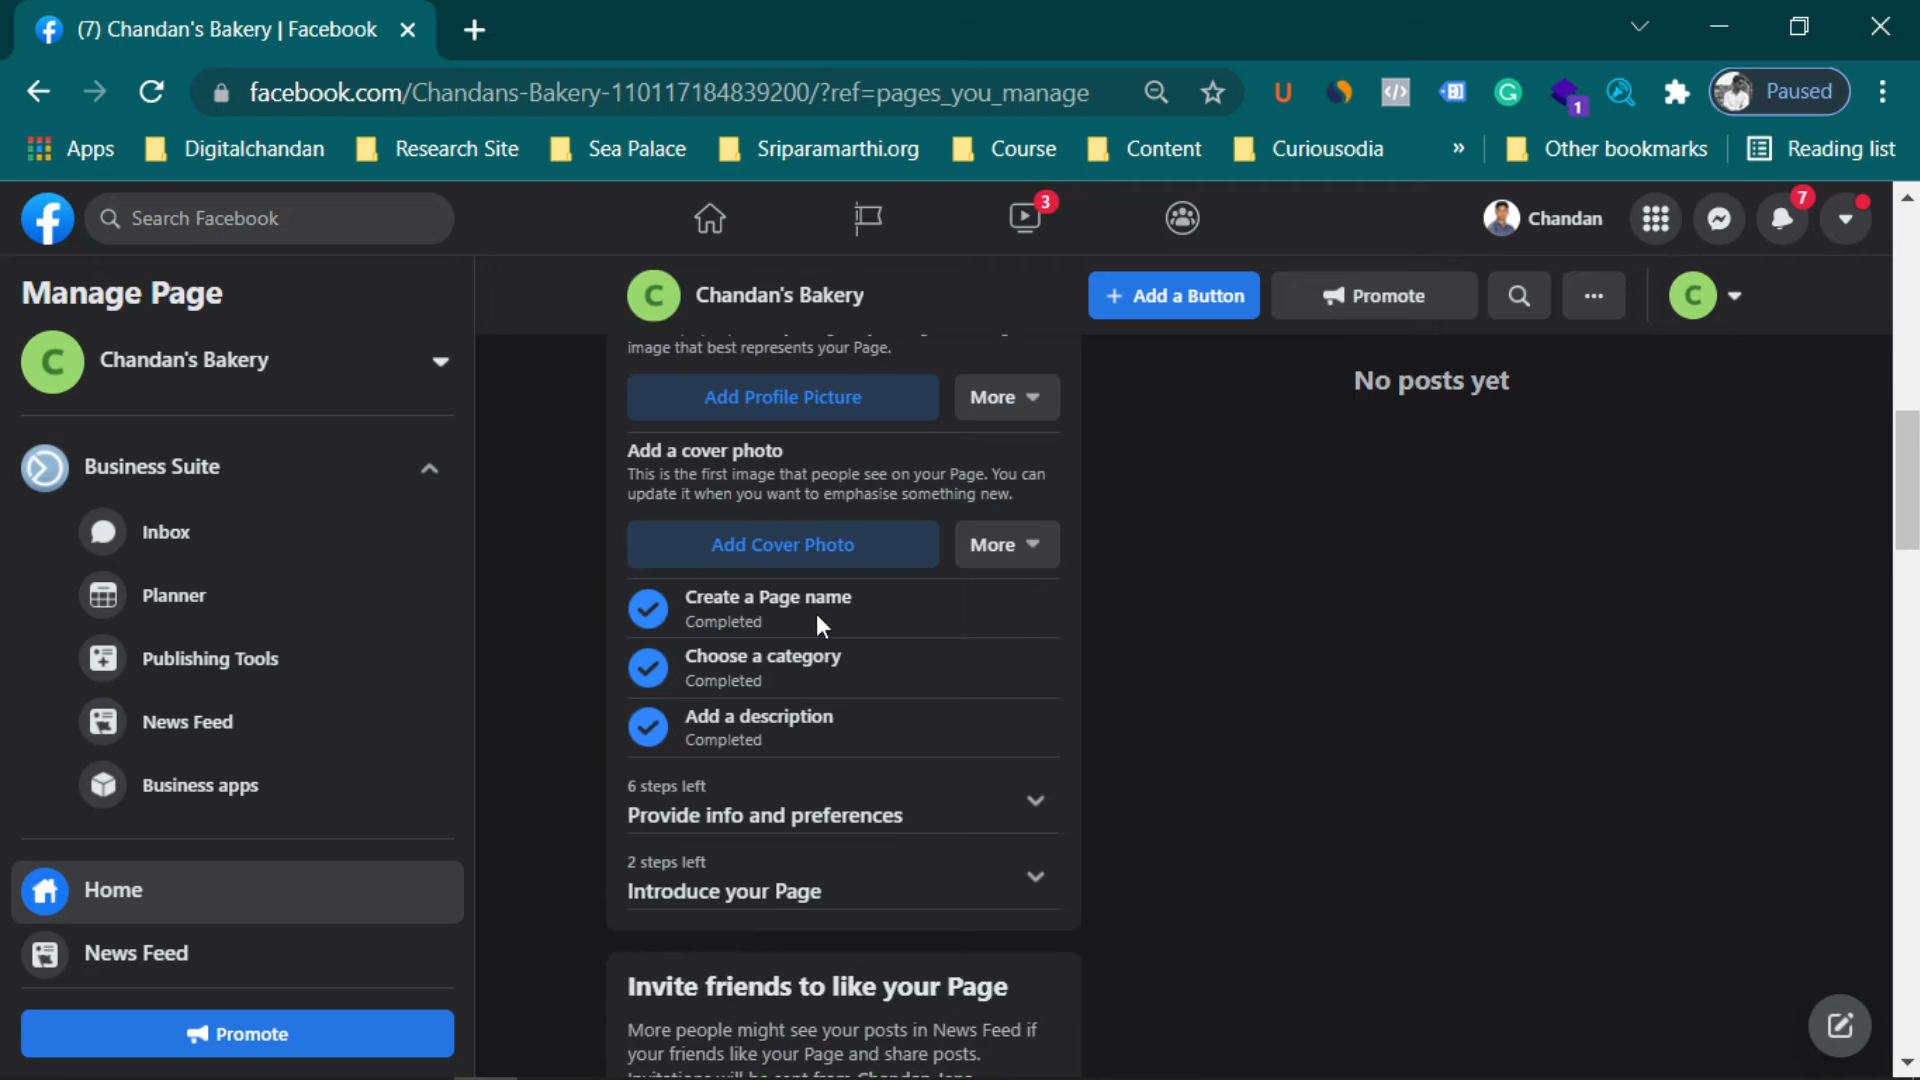 (7) Chandan's Bakery | Facebook
facebook.com/Chandans-Bakery-110117184839200/?ref=pages_you_manage
U
1
Paused
Apps
Digitalchandan
Research Site
Sea Palace
Sriparamarthi.org
Course
Content
Curiousodia
»
Other bookmarks
Reading list
Search Facebook
3
Chandan
7
Manage Page
C
Chandan's Bakery
Business Suite
Inbox
Planner
Publishing Tools
News Feed
Business apps
Home
News Feed
Promote
C
Chandan's Bakery
+ Add a Button
Promote
C
image that best represents your Page.
Add Profile Picture
More
Add a cover photo
This is the first image that people see on your Page. You can
update it when you want to emphasise something new.
Add Cover Photo
More
Create a Page name
Completed
Choose a category
Completed
Add a description
Completed
6 steps left
Provide info and preferences
2 steps left
Introduce your Page
Invite friends to like your Page
More people might see your posts in News Feed if
your friends like your Page and share posts.
No posts yet